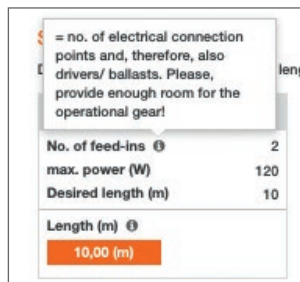 = no. of electrical connection
points and, therefore, also
drivers/ ballasts. Please,
provide enough room for the
operational gear!
No. of feed-ins 2
max. power (W) 120
Desired length (m) 10
Length (m)
10,00 (m)